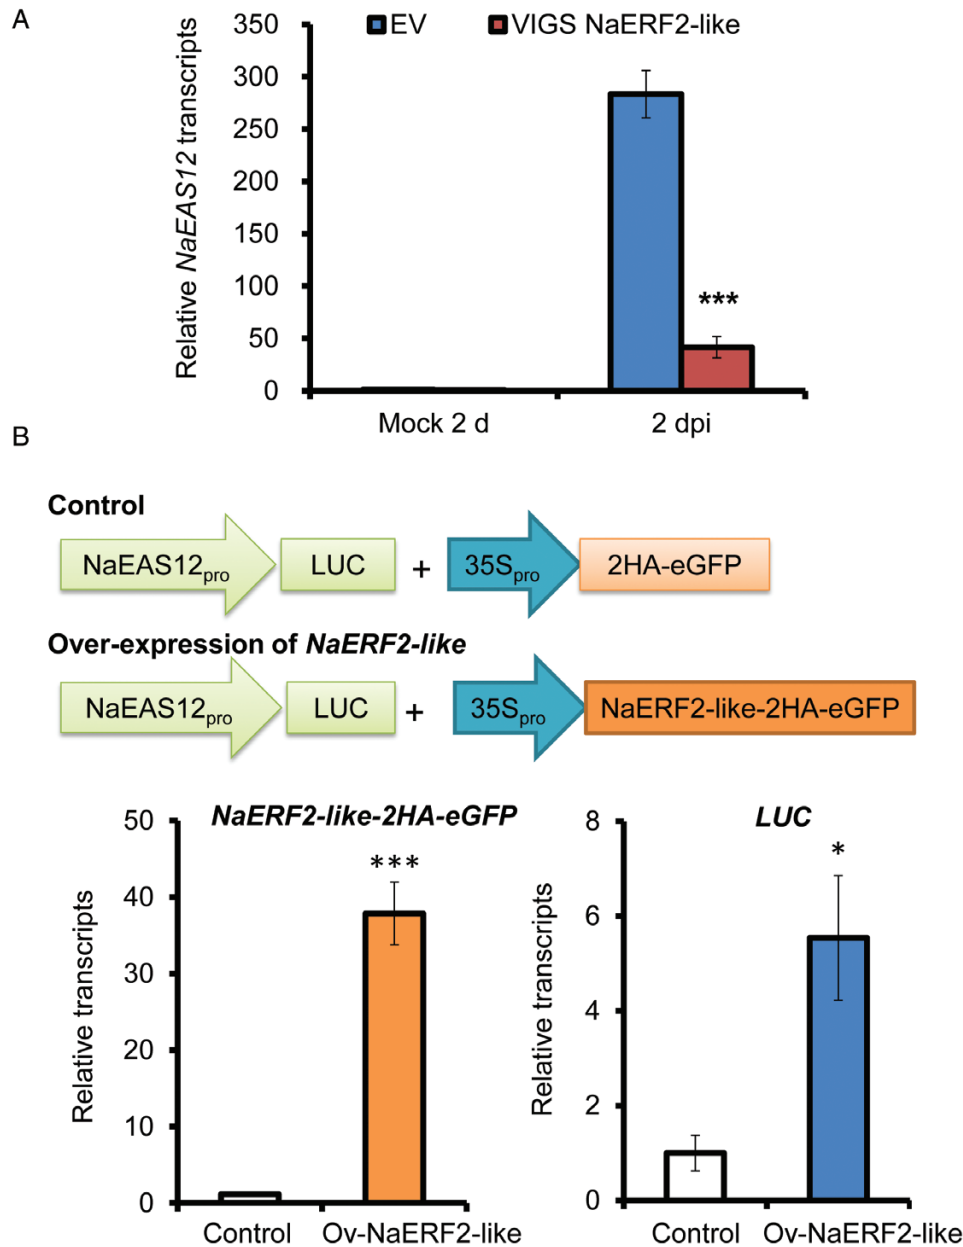 A
EV VIGS NaERF2-like
Relative NaEAS12 transcripts
350
300
250
200
150
100
50
0
***
Mock 2 d 2 dpi
B
Control
NaEAS12pro LUC + 35Spro 2HA-eGFP
Over-expression of NaERF2-like
NaEAS12pro LUC + 35Spro NaERF2-like-2HA-eGFP
NaERF2-like-2HA-eGFP
Relative transcripts
50
40
30
20
10
0
***
Control Ov-NaERF2-like
LUC
Relative transcripts
8
6
4
2
0
*
Control Ov-NaERF2-like